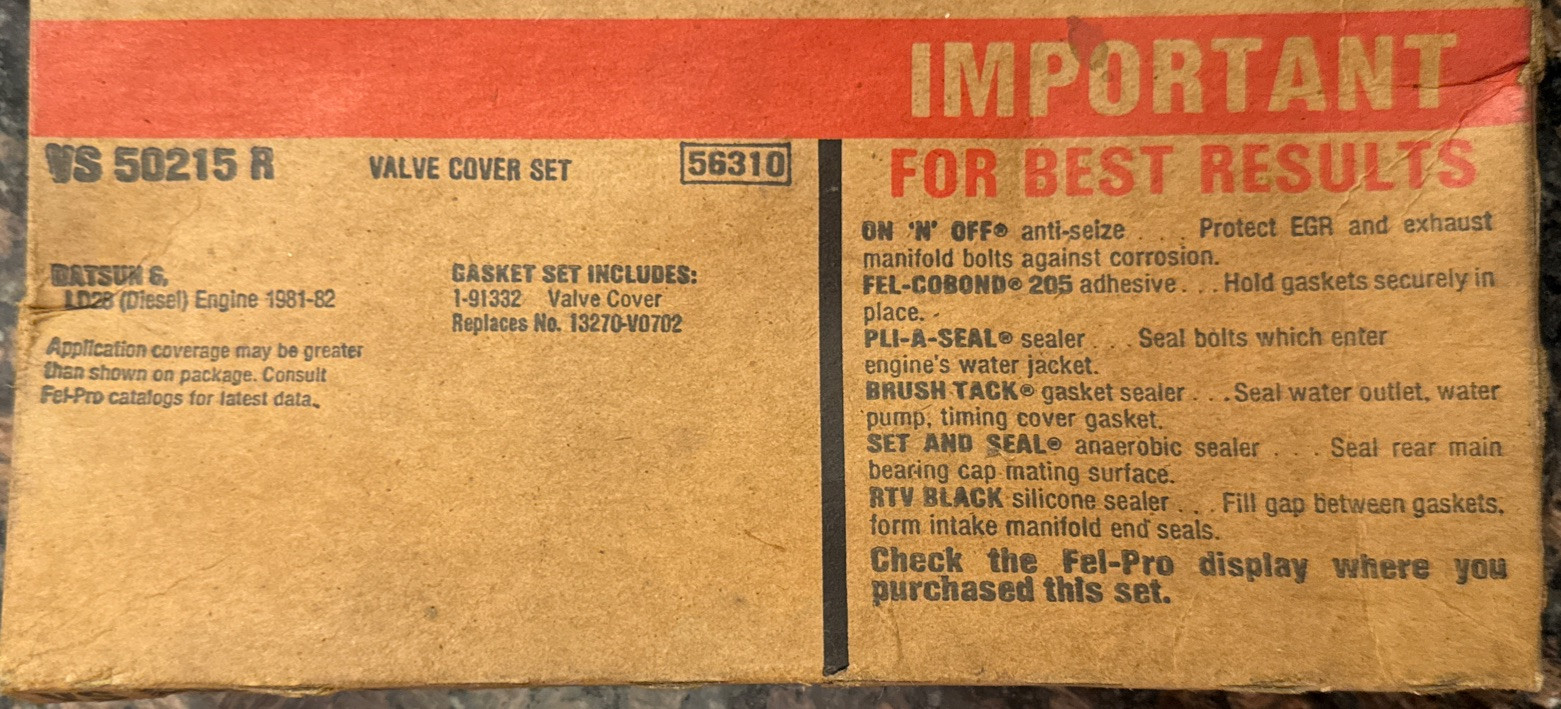 IMPORTANT
VS 50215 R VALVE COVER SET 56310
DATSUN 6,
LD28 (Diesel) Engine 1981-82
Application coverage may be greater
than shown on package. Consult
Fel-Pro catalogs for latest data.
GASKET SET INCLUDES:
1-91332 Valve Cover
Replaces No. 13270-V0702
FOR BEST RESULTS
ON 'N' OFF® anti-seize . . . . Protect EGR and exhaust
manifold bolts against corrosion.
FEL-COBOND® 205 adhesive. . . Hold gaskets securely in
place.
PLI-A-SEAL® sealer . . . Seal bolts which enter
engine's water jacket.
BRUSH TACK® gasket sealer . . . Seal water outlet, water
pump, timing cover gasket.
SET AND SEAL® anaerobic sealer . . . Seal rear main
bearing cap mating surface.
RTV BLACK silicone sealer . . . Fill gap between gaskets,
form intake manifold end seals.
Check the Fel-Pro display where you
purchased this set.